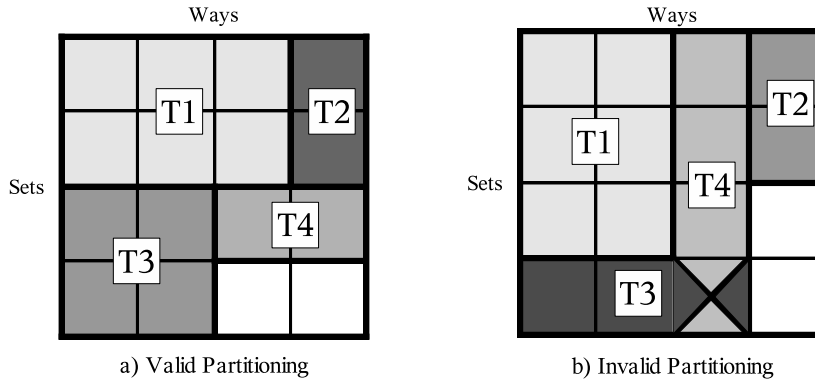 Ways
T1
T2
Sets
T4
T3
a) Valid Partitioning
Ways
T2
T1
Sets
T4
T3
b) Invalid Partitioning